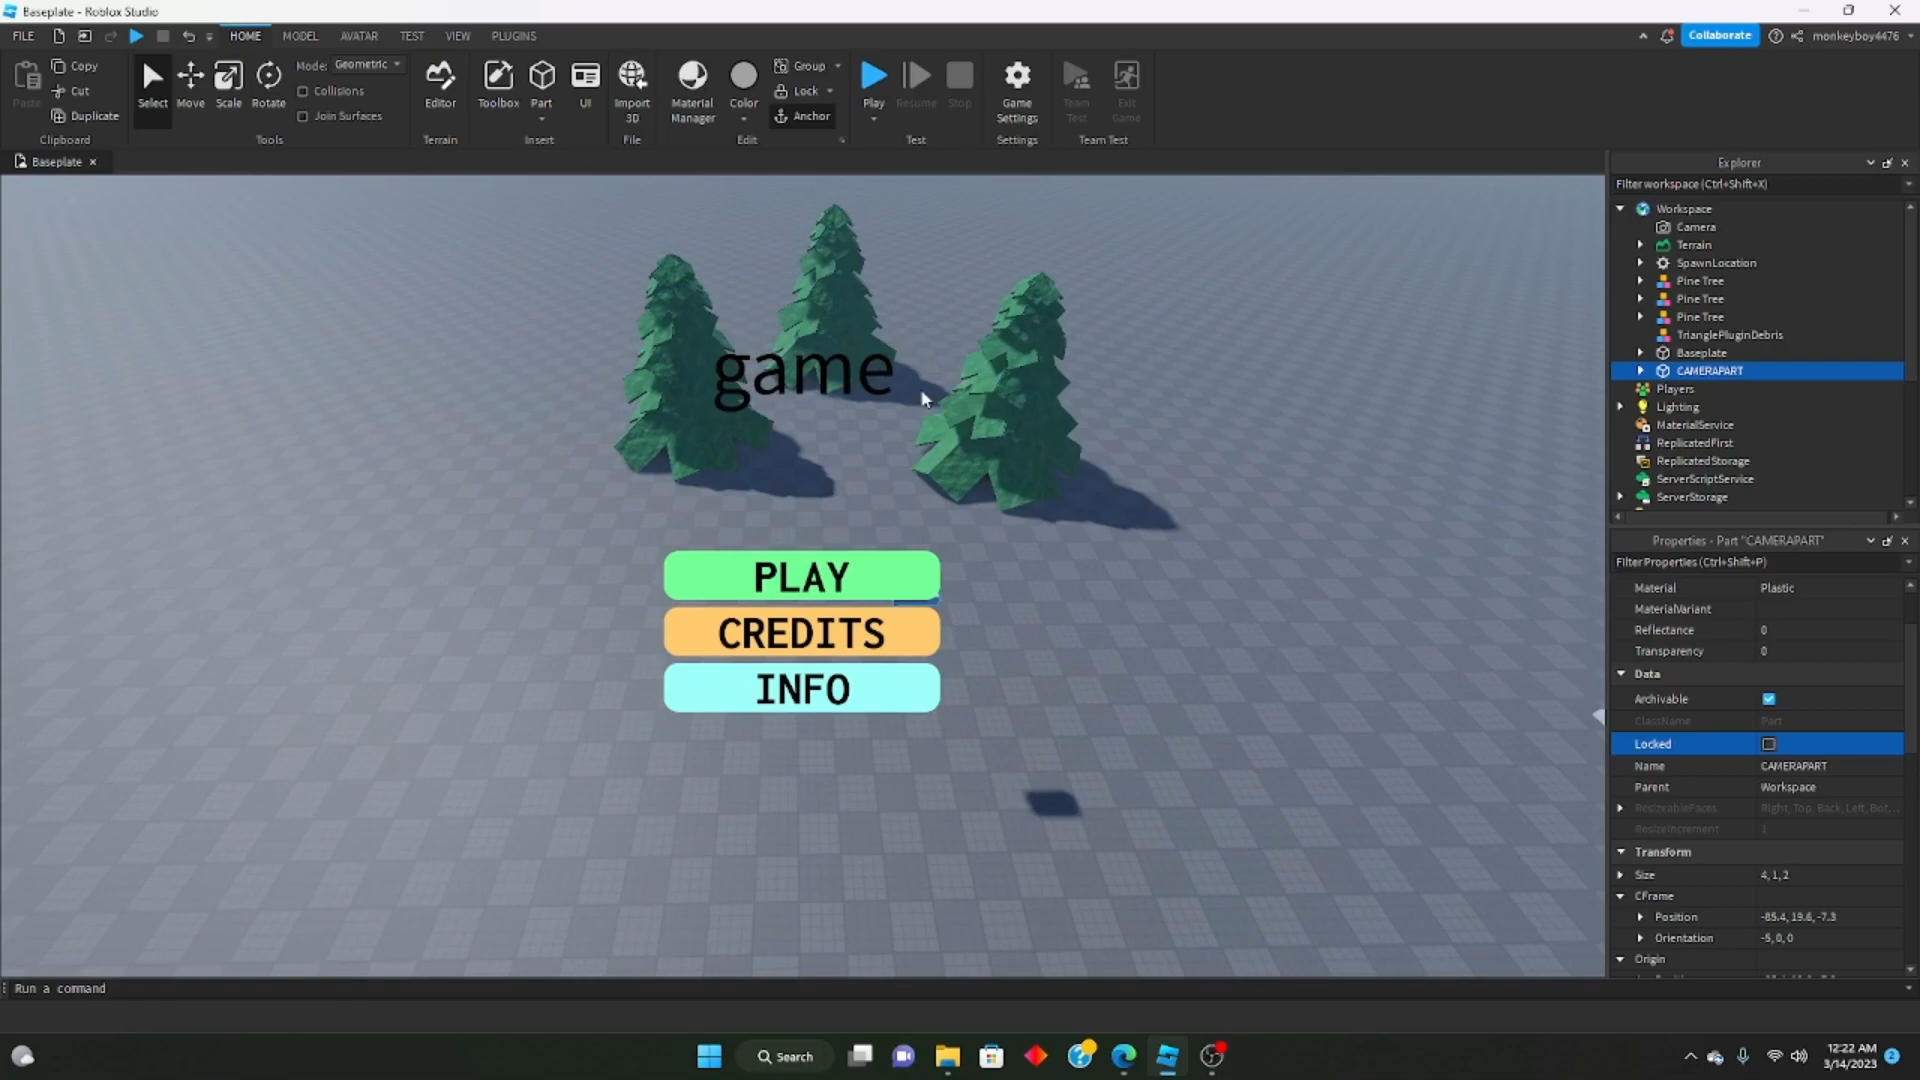 Baseplate - Roblox Studio
FILE HOME MODEL AVATAR TEST VIEW PLUGINS Collaborate monkeyboy4476
Paste Copy Cut Duplicate Clipboard
Select Move Scale Rotate Mode: Geometric Collisions Join Surfaces Tools
Editor Terrain
Toolbox Part UI Insert
Import 3D File
Material Manager Color Group Lock Anchor Edit
Play Resume Stop Test
Game Settings Settings
Team Test Exit Game Team Test
Baseplate
game
PLAY
CREDITS
INFO
Explorer
Filter workspace (Ctrl+Shift+X)
Workspace
Camera
Terrain
SpawnLocation
Pine Tree
Pine Tree
Pine Tree
TrianglePluginDebris
Baseplate
CAMERAPART
Players
Lighting
MaterialService
ReplicatedFirst
ReplicatedStorage
ServerScriptService
ServerStorage
Properties - Part "CAMERAPART"
Filter Properties (Ctrl+Shift+P)
Material Plastic
MaterialVariant
Reflectance 0
Transparency 0
Data
Archivable
ClassName Part
Locked
Name CAMERAPART
Parent Workspace
ResizeableFaces Right, Top, Back, Left, Bot...
ResizeIncrement 1
Transform
Size 4, 1, 2
CFrame
Position -85.4, 19.6, -7.3
Orientation -5, 0, 0
Origin
Run a command
Search
12:22 AM
3/14/2023
2